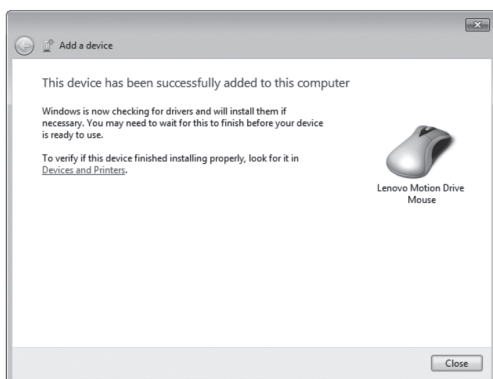 Add a device
This device has been successfully added to this computer
Windows is now checking for drivers and will install them if
necessary. You may need to wait for this to finish before your device
is ready to use.
To verify if this device finished installing properly, look for it in
Devices and Printers.
Lenovo Motion Drive
Mouse
Close